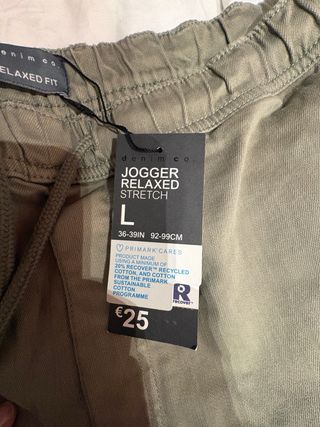 denim co.
RELAXED FIT
denim co.
JOGGER
RELAXED
STRETCH
L
36-39IN 92-99CM
PRIMARK CARES
PRODUCT MADE
USING A MINIMUM OF
20% RECOVER™ RECYCLED
COTTON, AND COTTON
FROM THE PRIMARK
SUSTAINABLE
COTTON
PROGRAMME
R
recover™
€25